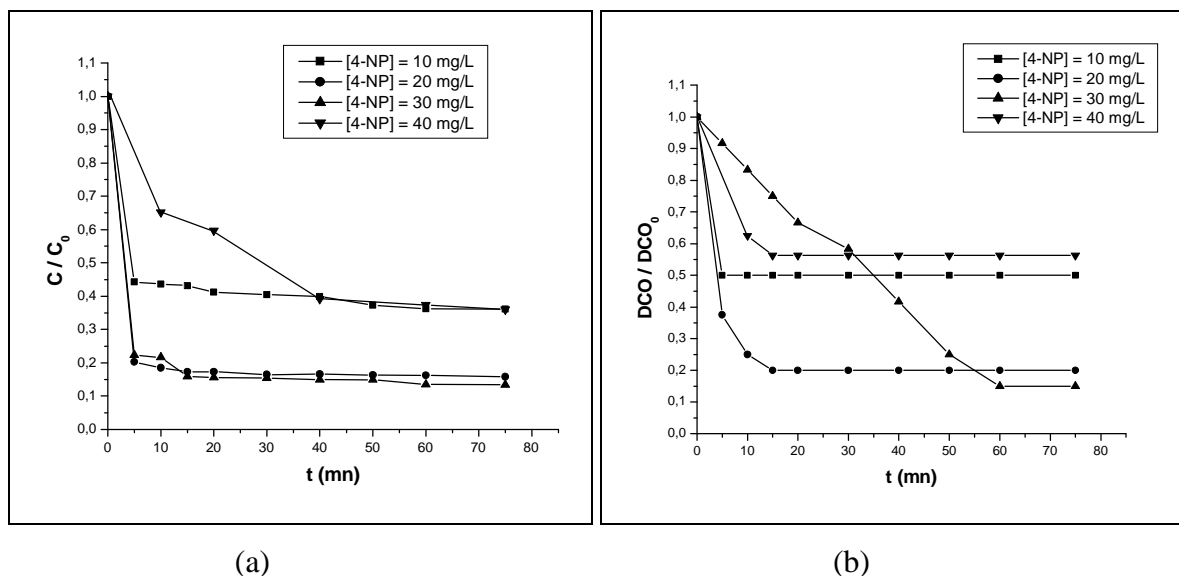 [4-NP] = 10 mg/L
[4-NP] = 20 mg/L
[4-NP] = 30 mg/L
[4-NP] = 40 mg/L
1,1
1,0
0,9
0,8
0,7
0,6
0,5
0,4
0,3
0,2
0,1
0,0
C / C₀
0 10 20 30 40 50 60 70 80
t (mn)
(a)
[4-NP] = 10 mg/L
[4-NP] = 20 mg/L
[4-NP] = 30 mg/L
[4-NP] = 40 mg/L
1,1
1,0
0,9
0,8
0,7
0,6
0,5
0,4
0,3
0,2
0,1
0,0
DCO / DCO₀
0 10 20 30 40 50 60 70 80
t (mn)
(b)